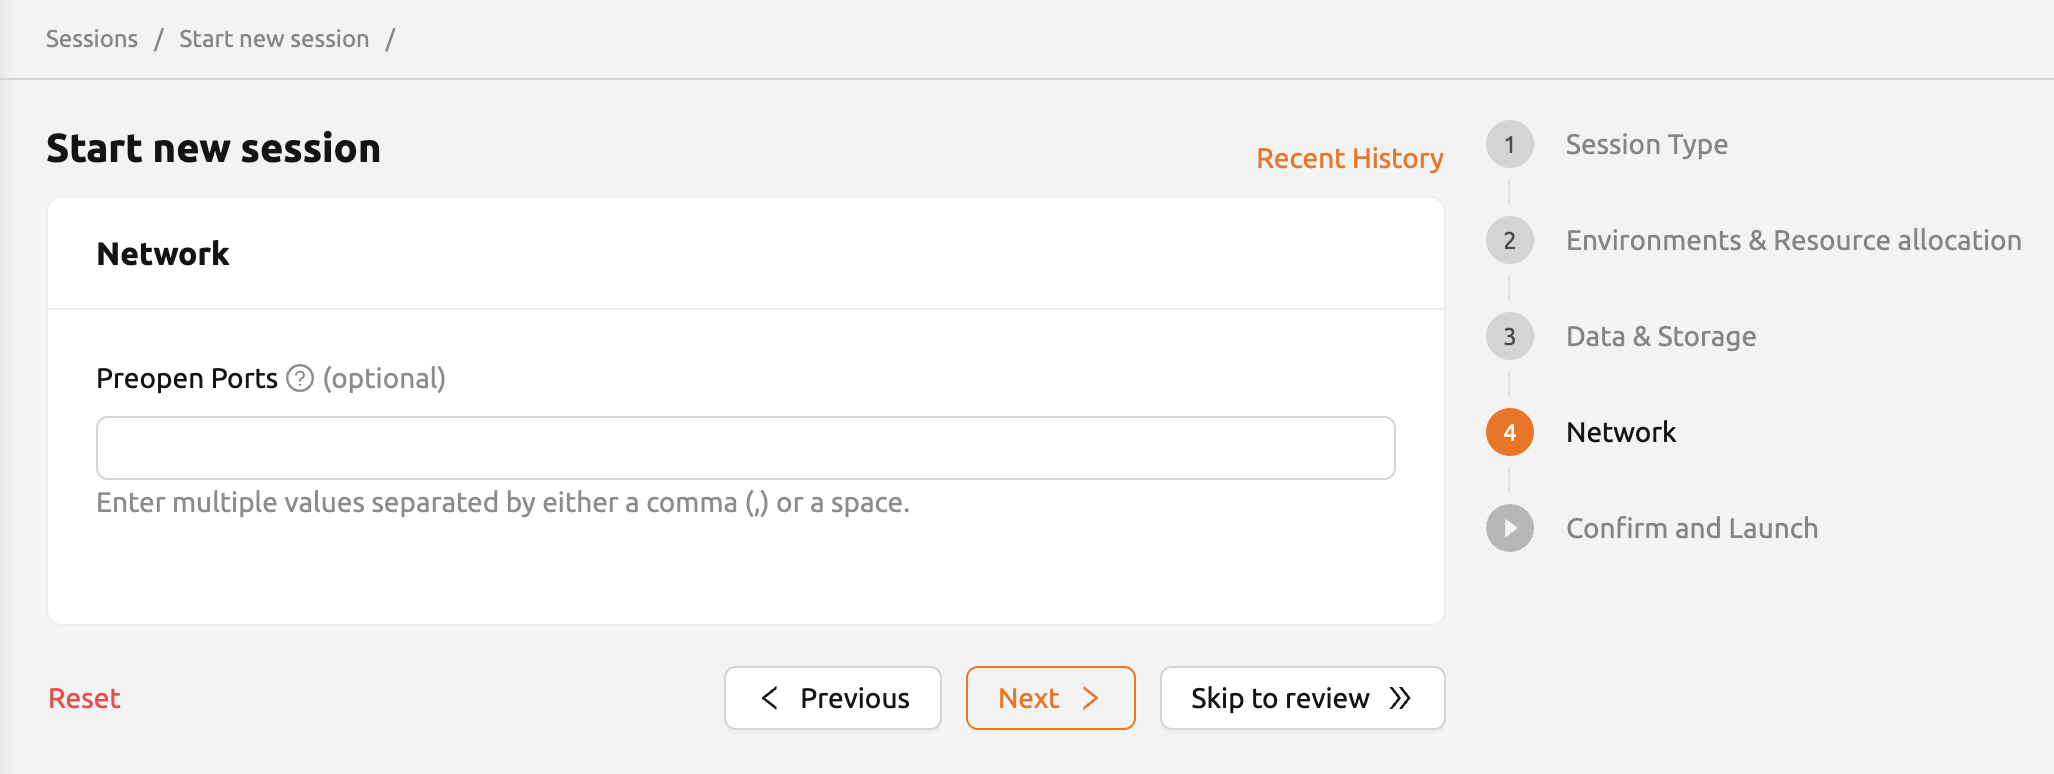 Sessions / Start new session /
Start new session
Recent History
Network
Preopen Ports ? (optional)
Enter multiple values separated by either a comma (,) or a space.
Reset
Previous
Next
Skip to review
1 Session Type
2 Environments & Resource allocation
3 Data & Storage
4 Network
Confirm and Launch